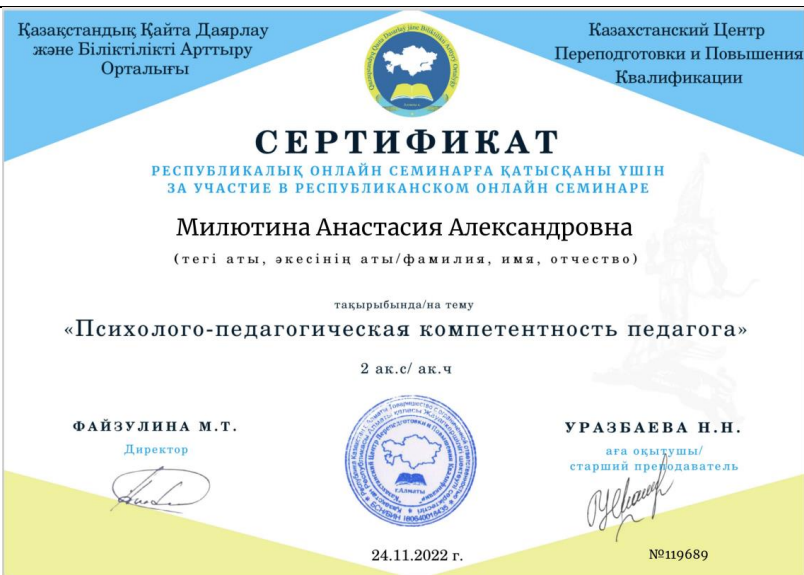 Қазақстандық Қайта Даярлау
және Біліктілікті Арттыру
Орталығы
Казахстанский Центр
Переподготовки и Повышения
Квалификации
СЕРТИФИКАТ
РЕСПУБЛИКАЛЫҚ ОНЛАЙН СЕМИНАРҒА ҚАТЫСҚАНЫ ҮШІН
ЗА УЧАСТИЕ В РЕСПУБЛИКАНСКОМ ОНЛАЙН СЕМИНАРЕ
Милютина Анастасия Александровна
(тегі аты, әкесінің аты/фамилия, имя, отчество)
тақырыбында/на тему
«Психолого-педагогическая компетентность педагога»
2 ак.с/ ак.ч
ФАЙЗУЛИНА М.Т.
Директор
УРАЗБАЕВА Н.Н.
аға оқытушы/
старший преподаватель
г.Алматы
24.11.2022 г.
№119689